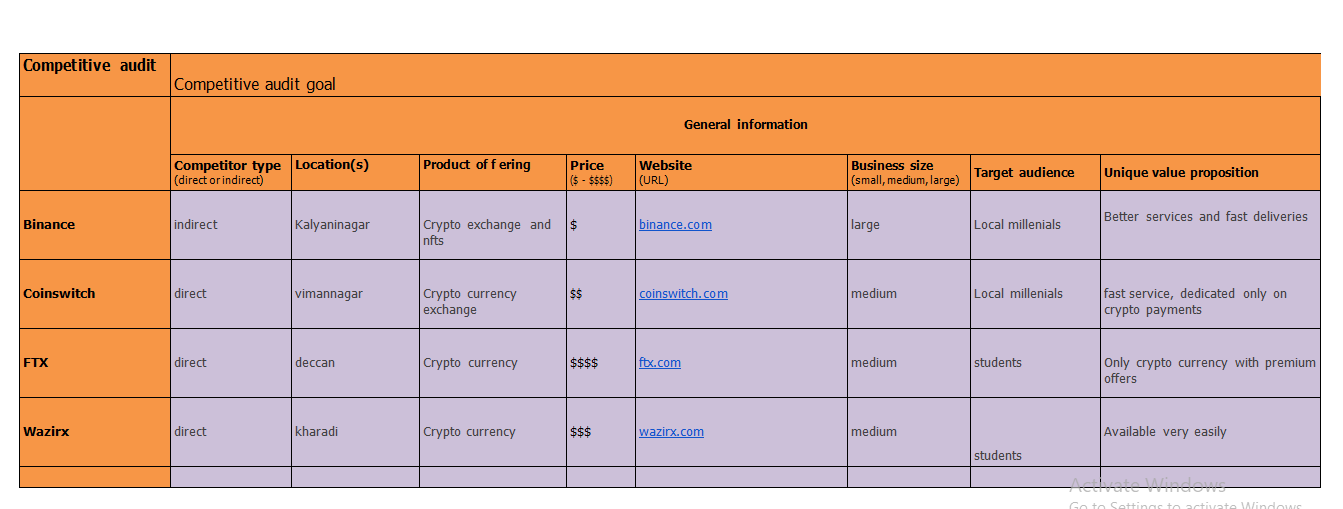 Competitive audit
Competitive audit goal
General information
Competitor type
(direct or indirect)
Location(s)
Product offering
Price
($ - $$$$)
Website
(URL)
Business size
(small, medium, large)
Target audience
Unique value proposition
Binance
indirect
Kalyaninagar
Crypto exchange and
nfts
$
binance.com
large
Local millenials
Better services and fast deliveries
Coinswitch
direct
vimannagar
Crypto currency
exchange
$$
coinswitch.com
medium
Local millenials
fast service, dedicated only on
crypto payments
FTX
direct
deccan
Crypto currency
$$$$
ftx.com
medium
students
Only crypto currency with premium
offers
Wazirx
direct
kharadi
Crypto currency
$$$
wazirx.com
medium
students
Available very easily
Activate Windows
Go to Settings to activate Windows.